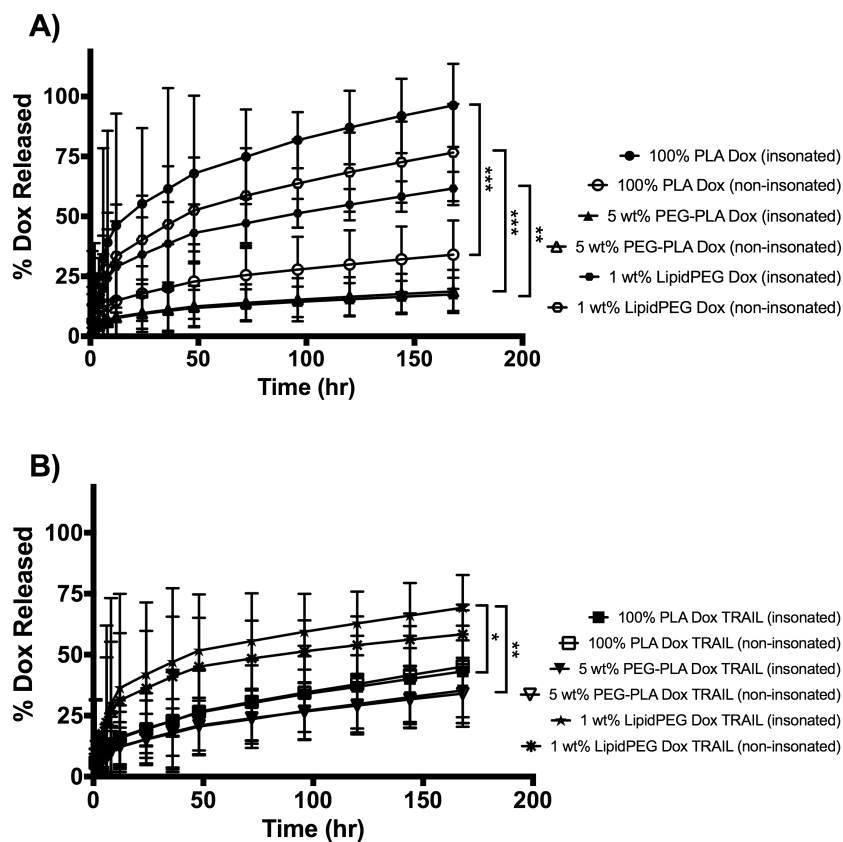 A)
100
75
50
25
0
% Dox Released
0 50 100 150 200
Time (hr)
***
***
**
100% PLA Dox (insonated)
100% PLA Dox (non-insonated)
5 wt% PEG-PLA Dox (insonated)
5 wt% PEG-PLA Dox (non-insonated)
1 wt% LipidPEG Dox (insonated)
1 wt% LipidPEG Dox (non-insonated)
B)
100
75
50
25
0
% Dox Released
0 50 100 150 200
Time (hr)
*
**
100% PLA Dox TRAIL (insonated)
100% PLA Dox TRAIL (non-insonated)
5 wt% PEG-PLA Dox TRAIL (insonated)
5 wt% PEG-PLA Dox TRAIL (non-insonated)
1 wt% LipidPEG Dox TRAIL (insonated)
1 wt% LipidPEG Dox TRAIL (non-insonated)